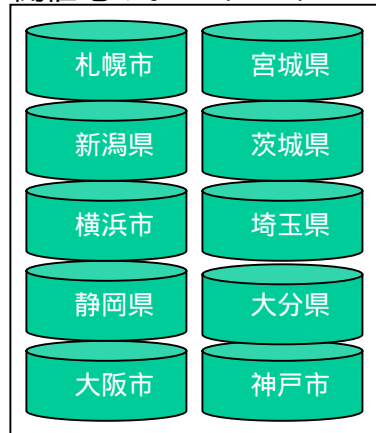 札幌市 宮城県
新潟県 茨城県
横浜市 埼玉県
静岡県 大分県
大阪市 神戸市